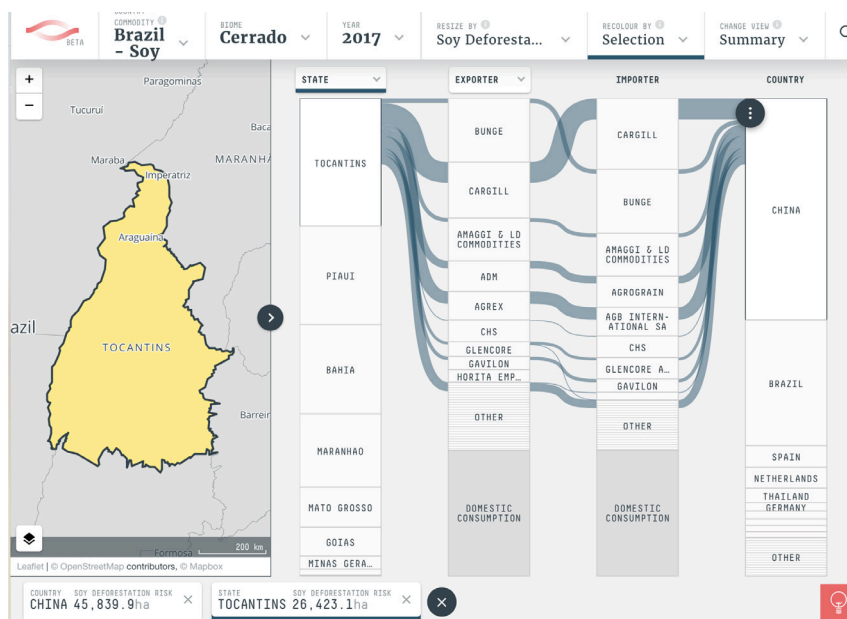 COUNTRY
COMMODITY
Brazil
- Soy
BIOME
Cerrado
YEAR
2017
RESIZE BY
Soy Deforesta...
RECOLOUR BY
Selection
CHANGE VIEW
Summary
BETA
+
−
Paragominas
Tucuruí
Baca
Maraba
MARANHA
Imperatriz
Araguaina
azil
TOCANTINS
Barreir
Formosa
200 km
Leaflet | © OpenStreetMap contributors, © Mapbox
STATE
EXPORTER
IMPORTER
COUNTRY
TOCANTINS
PIAUI
BAHIA
MARANHAO
MATO GROSSO
GOIAS
MINAS GERA…
BUNGE
CARGILL
AMAGGI & LD
COMMODITIES
ADM
AGREX
CHS
GLENCORE
GAVILON
HORITA EMP…
OTHER
DOMESTIC
CONSUMPTION
CARGILL
BUNGE
AMAGGI & LD
COMMODITIES
AGROGRAIN
AGB INTERN-
ATIONAL SA
CHS
GLENCORE A…
GAVILON
OTHER
DOMESTIC
CONSUMPTION
CHINA
BRAZIL
SPAIN
NETHERLANDS
THAILAND
GERMANY
OTHER
COUNTRY SOY DEFORESTATION RISK
CHINA 45,839.9ha
STATE SOY DEFORESTATION RISK
TOCANTINS 26,423.1ha